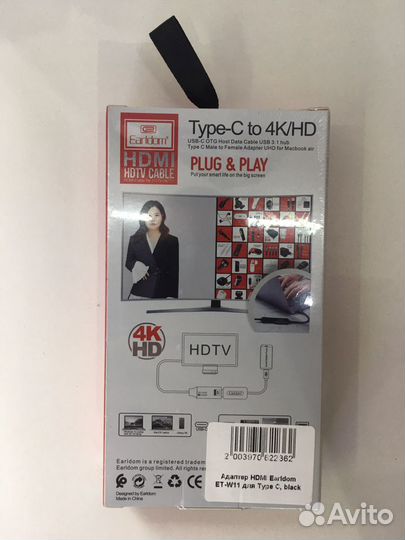 Earldom
HDMI
HDTV CABLE
Type-C to 4K/HD
USB-C OTG Host Data Cable USB 3.1 hub
Type C Male to Female Adapter UHD for Macbook air
PLUG & PLAY
Put your smart life on the big screen
4K
HD
HDTV
Earldom
2 003970 622362
Адаптер HDMI Earldom
ET-W11 для Type C, black
Earldom is a registered trademark
Earldom group limited. All rights
Designed by Earldom
Made in China
Avito